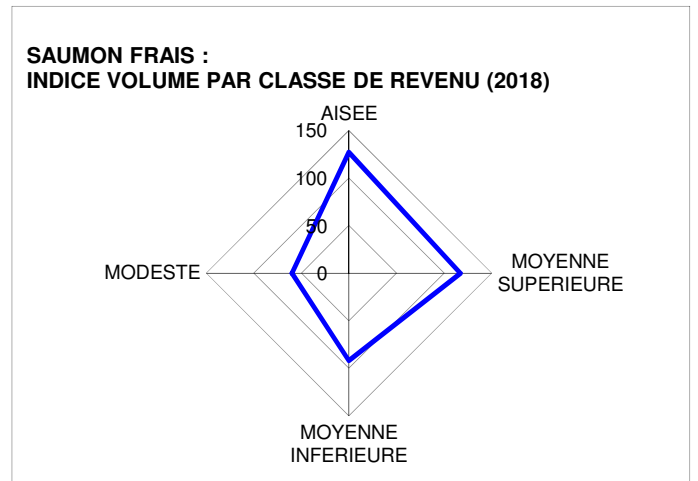 SAUMON FRAIS :
INDICE VOLUME PAR CLASSE DE REVENU (2018)
AISEE
150
100
50
0
MODESTE
MOYENNE
SUPERIEURE
MOYENNE
INFERIEURE